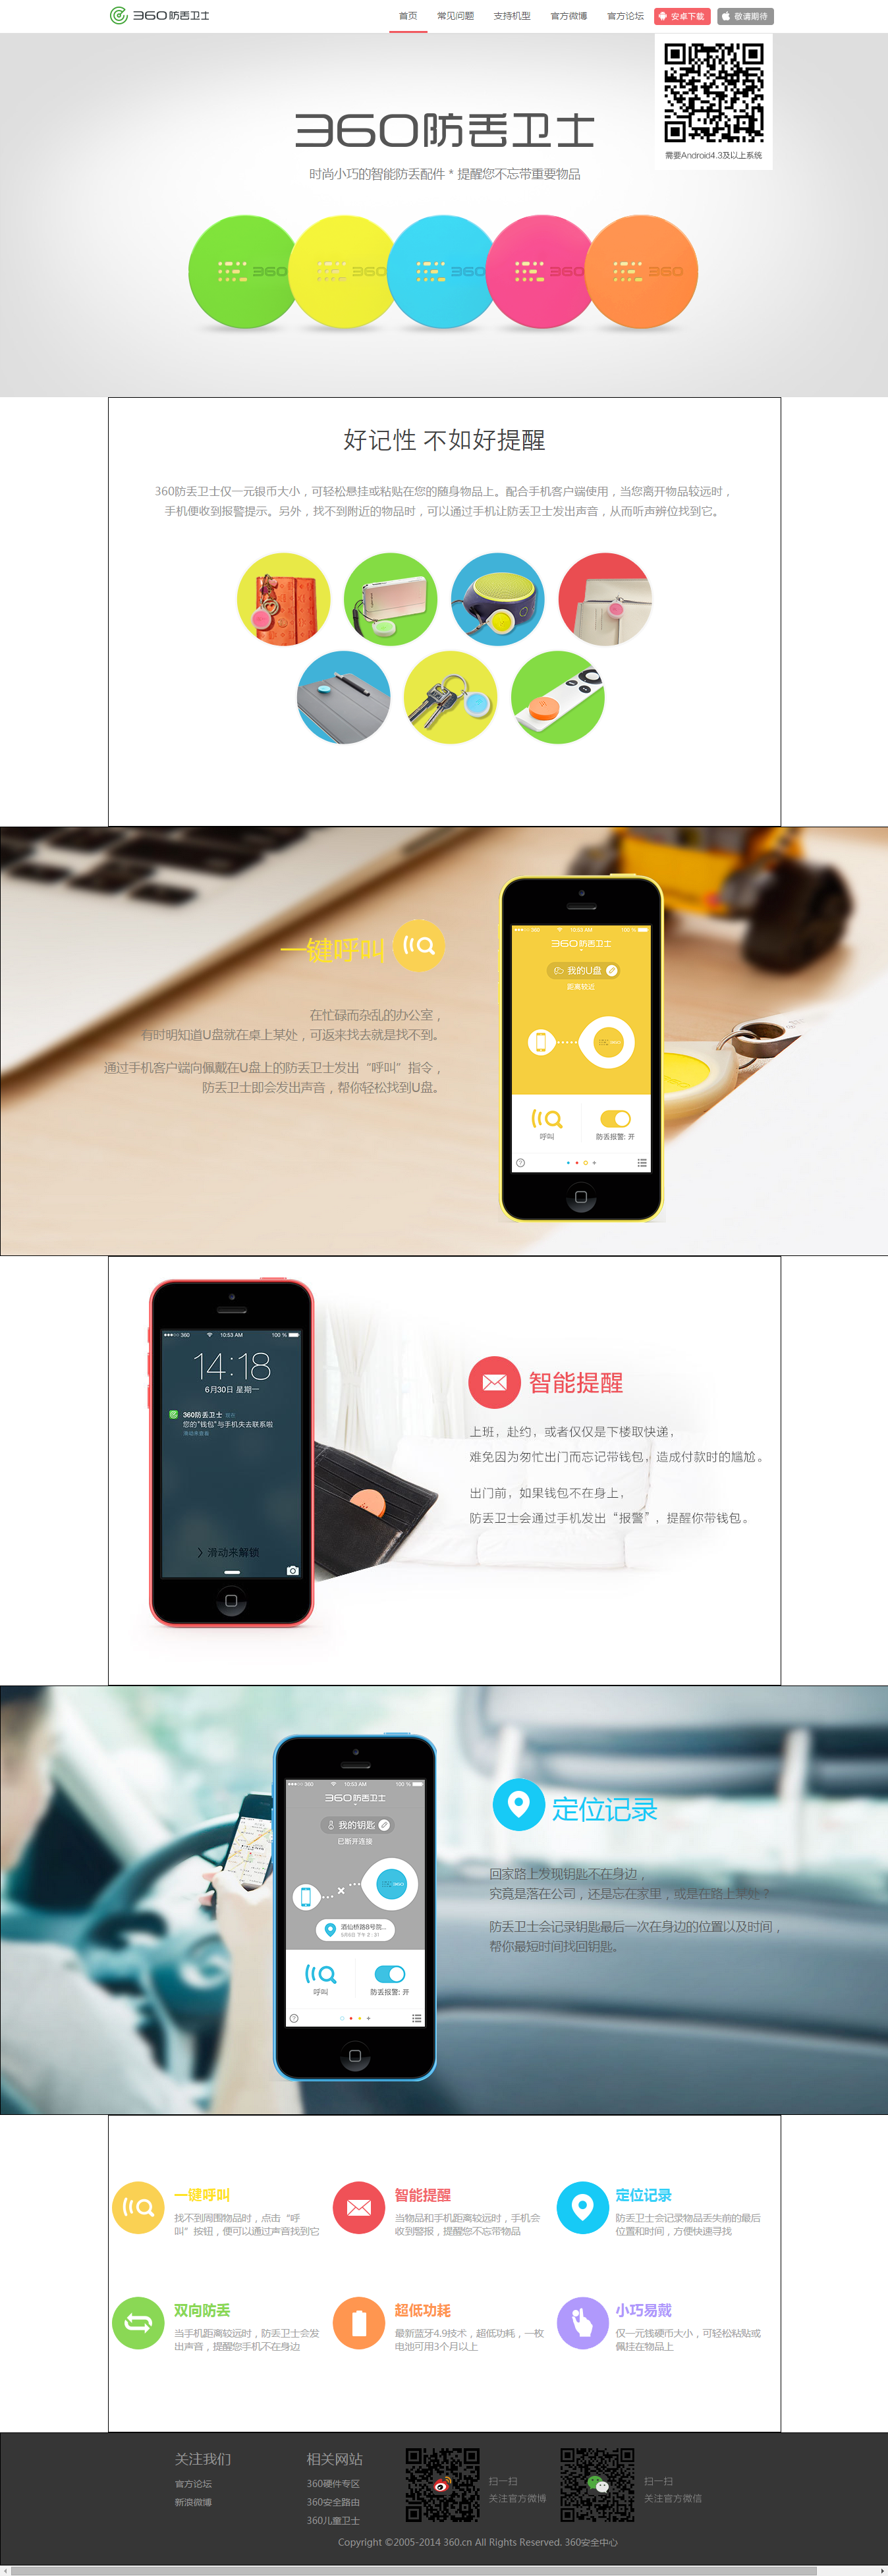 360防丢卫士
首页 常见问题 支持机型 官方微博 官方论坛 安卓下载 敬请期待
需要Android4.3及以上系统
360防丢卫士
时尚小巧的智能防丢配件 * 提醒您不忘带重要物品
360 360 360 360 360
好记性 不如好提醒
360防丢卫士仅一元银币大小，可轻松悬挂或粘贴在您的随身物品上。配合手机客户端使用，当您离开物品较远时，
手机便收到报警提示。另外，找不到附近的物品时，可以通过手机让防丢卫士发出声音，从而听声辨位找到它。
一键呼叫
在忙碌而杂乱的办公室，
有时明知道U盘就在桌上某处，可返来找去就是找不到。
通过手机客户端向佩戴在U盘上的防丢卫士发出“呼叫”指令，
防丢卫士即会发出声音，帮你轻松找到U盘。
360 10:53 AM 100 %
360防丢卫士
我的U盘
距离较近
呼叫 防丢报警: 开
360 10:53 AM 100 %
14:18
6月30日 星期一
360防丢卫士 现在
您的"钱包"与手机失去联系啦
滑动来查看
滑动来解锁
智能提醒
上班，赴约，或者仅仅是下楼取快递，
难免因为匆忙出门而忘记带钱包，造成付款时的尴尬。
出门前，如果钱包不在身上，
防丢卫士会通过手机发出“报警”，提醒你带钱包。
360 10:53 AM 100 %
360防丢卫士
我的钥匙
已断开连接
酒仙桥路8号院...
呼叫 防丢报警: 开
定位记录
回家路上发现钥匙不在身边，
究竟是落在公司，还是忘在家里，或是在路上某处？
防丢卫士会记录钥匙最后一次在身边的位置以及时间，
帮你最短时间找回钥匙。
一键呼叫
找不到周围物品时，点击“呼
叫”按钮，便可以通过声音找到它
智能提醒
当物品和手机距离较远时，手机会
收到警报，提醒您不忘带物品
定位记录
防丢卫士会记录物品丢失前的最后
位置和时间，方便快速寻找
双向防丢
当手机距离较远时，防丢卫士会发
出声音，提醒您手机不在身边
超低功耗
最新蓝牙4.9技术，超低功耗，一枚
电池可用3个月以上
小巧易戴
仅一元钱硬币大小，可轻松粘贴或
佩挂在物品上
关注我们
官方论坛
新浪微博
相关网站
360硬件专区
360安全路由
360儿童卫士
扫一扫
关注官方微博
扫一扫
关注官方微信
Copyright ©2005-2014 360.cn All Rights Reserved. 360安全中心